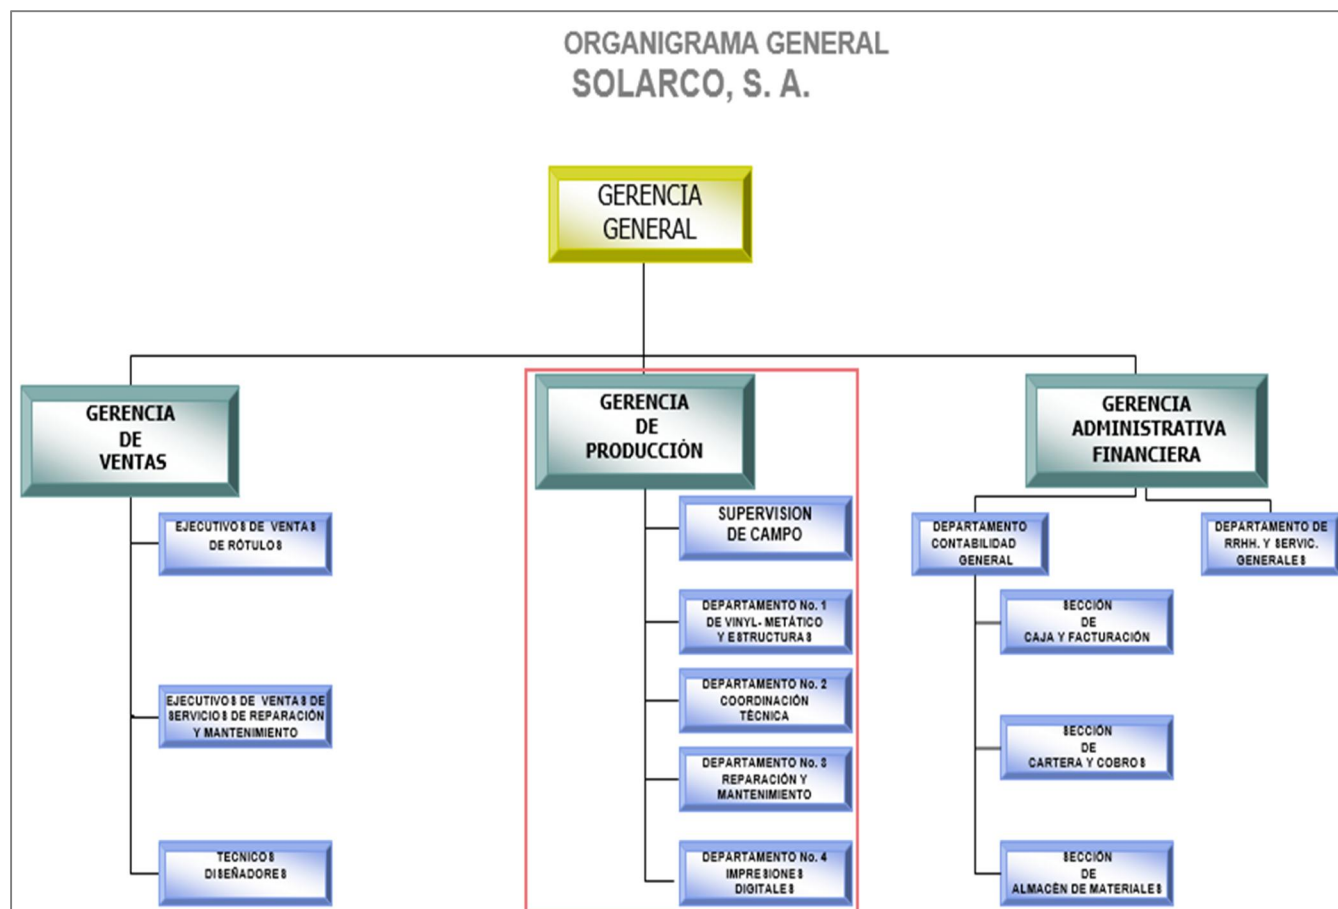 ORGANIGRAMA GENERAL
SOLARCO, S. A.
GERENCIA
GENERAL
GERENCIA
DE
VENTAS
EJECUTIVOS DE VENTAS
DE RÓTULOS
EJECUTIVOS DE VENTAS DE
SERVICIOS DE REPARACIÓN
Y MANTENIMIENTO
TECNICOS
DISEÑADORES
GERENCIA
DE
PRODUCCIÓN
SUPERVISION
DE CAMPO
DEPARTAMENTO No. 1
DE VINYL- METÁTICO
Y ESTRUCTURAS
DEPARTAMENTO No. 2
COORDINACIÓN
TÉCNICA
DEPARTAMENTO No. 3
REPARACIÓN Y
MANTENIMIENTO
DEPARTAMENTO No. 4
IMPRESIONES
DIGITALES
GERENCIA
ADMINISTRATIVA
FINANCIERA
DEPARTAMENTO
CONTABILIDAD
GENERAL
DEPARTAMENTO DE
RRHH. Y SERVIC.
GENERALES
SECCIÓN
DE
CAJA Y FACTURACIÓN
SECCIÓN
DE
CARTERA Y COBROS
SECCIÓN
DE
ALMACÉN DE MATERIALES